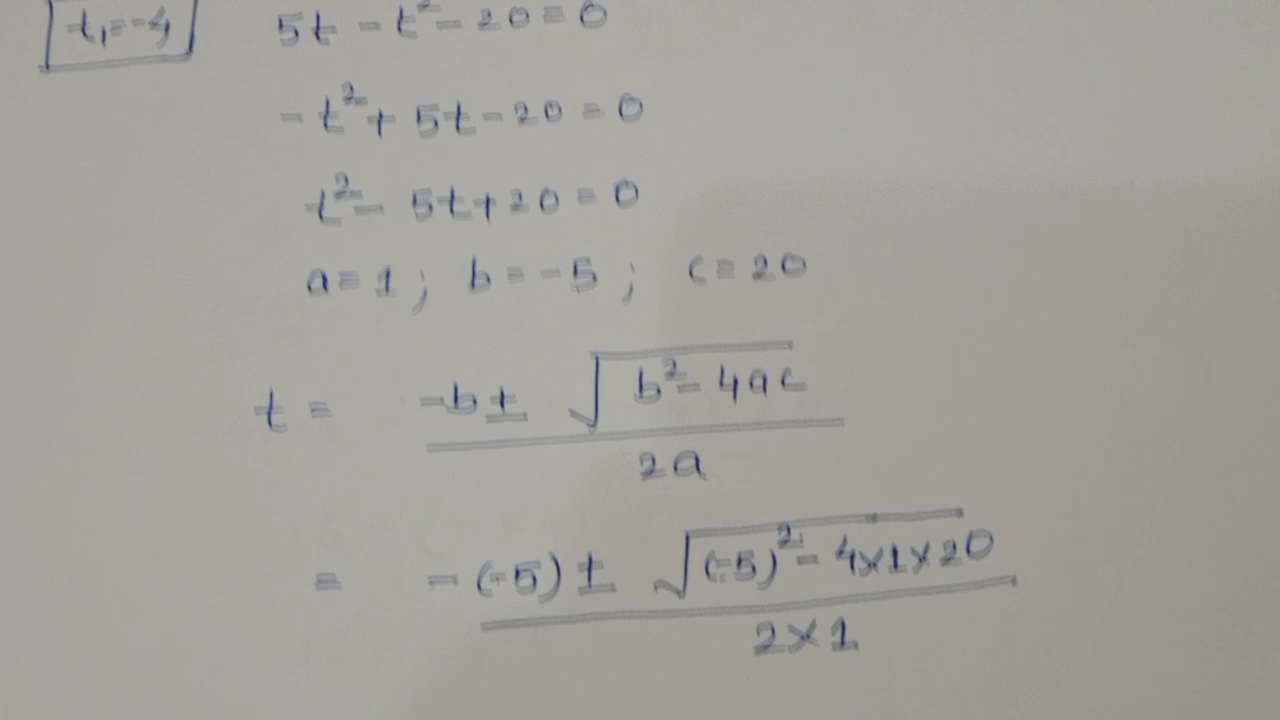 t₁=-4 5t - t² - 20 = 0
-t² + 5t - 20 = 0
t² - 5t + 20 = 0
a = 1 ; b = -5 ; c = 20
t = -b ± √(b² - 4ac) / 2a
= -(-5) ± √((-5)² - 4×1×20) / 2×1